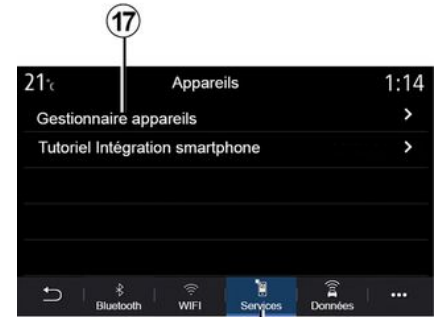 17
21°c Appareils 1:14
Gestionnaire appareils
Tutoriel Intégration smartphone
Bluetooth WIFI Services Données